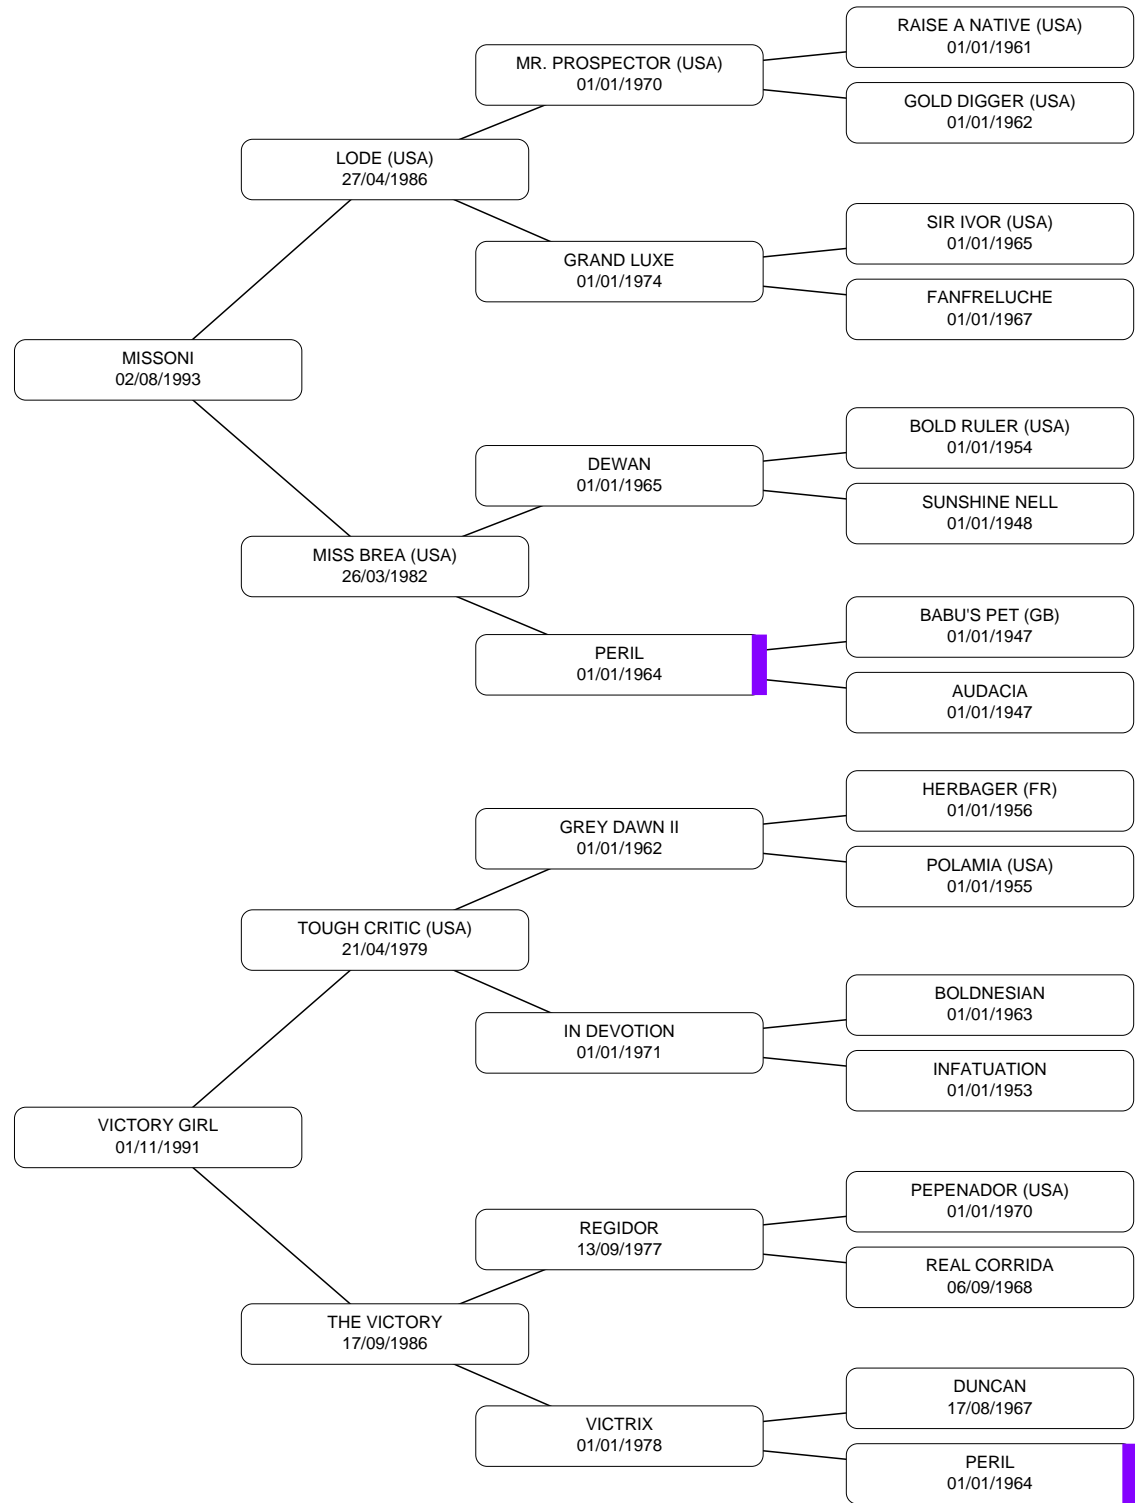 RAISE A NATIVE (USA)
01/01/1961
MR. PROSPECTOR (USA)
01/01/1970
GOLD DIGGER (USA)
01/01/1962
LODE (USA)
27/04/1986
SIR IVOR (USA)
01/01/1965
GRAND LUXE
01/01/1974
FANFRELUCHE
01/01/1967
MISSONI
02/08/1993
BOLD RULER (USA)
01/01/1954
DEWAN
01/01/1965
SUNSHINE NELL
01/01/1948
MISS BREA (USA)
26/03/1982
BABU'S PET (GB)
01/01/1947
PERIL
01/01/1964
AUDACIA
01/01/1947
HERBAGER (FR)
01/01/1956
GREY DAWN II
01/01/1962
POLAMIA (USA)
01/01/1955
TOUGH CRITIC (USA)
21/04/1979
BOLDNESIAN
01/01/1963
IN DEVOTION
01/01/1971
INFATUATION
01/01/1953
VICTORY GIRL
01/11/1991
PEPENADOR (USA)
01/01/1970
REGIDOR
13/09/1977
REAL CORRIDA
06/09/1968
THE VICTORY
17/09/1986
DUNCAN
17/08/1967
VICTRIX
01/01/1978
PERIL
01/01/1964